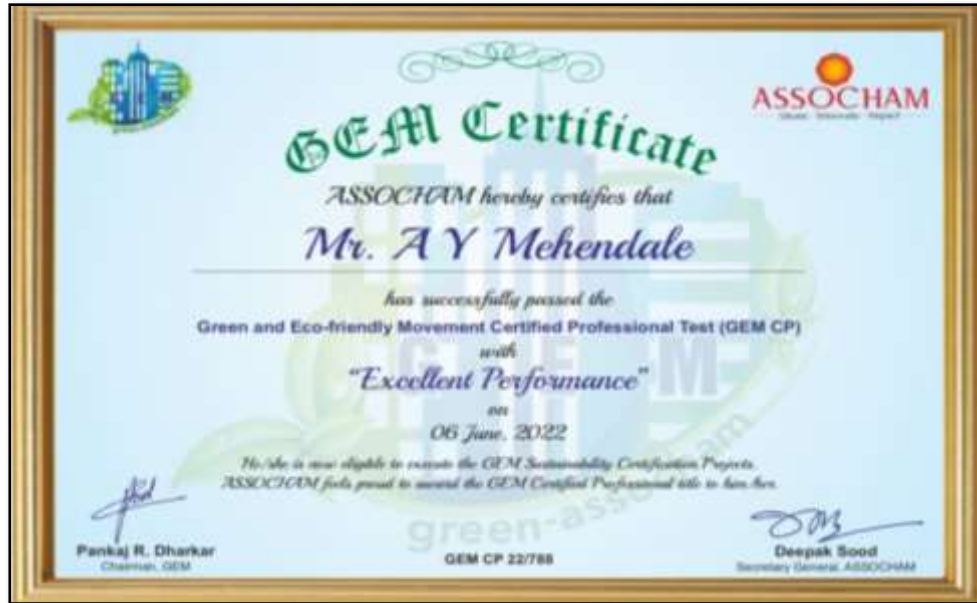 ASSOCHAM
GEM Certificate
ASSOCHAM hereby certifies that
Mr. A Y Mehendale
has successfully passed the
Green and Eco-friendly Movement Certified Professional Test (GEM CP)
with
"Excellent Performance"
on
06 June, 2022
He/she is now eligible to execute the GEM Sustainability Certification Projects.
ASSOCHAM feels proud to award the GEM Certified Professional title to him/her.
G E M
green-assocham
Pankaj R. Dharkar
Chairman, GEM
GEM CP 22/788
Deepak Sood
Secretary General, ASSOCHAM